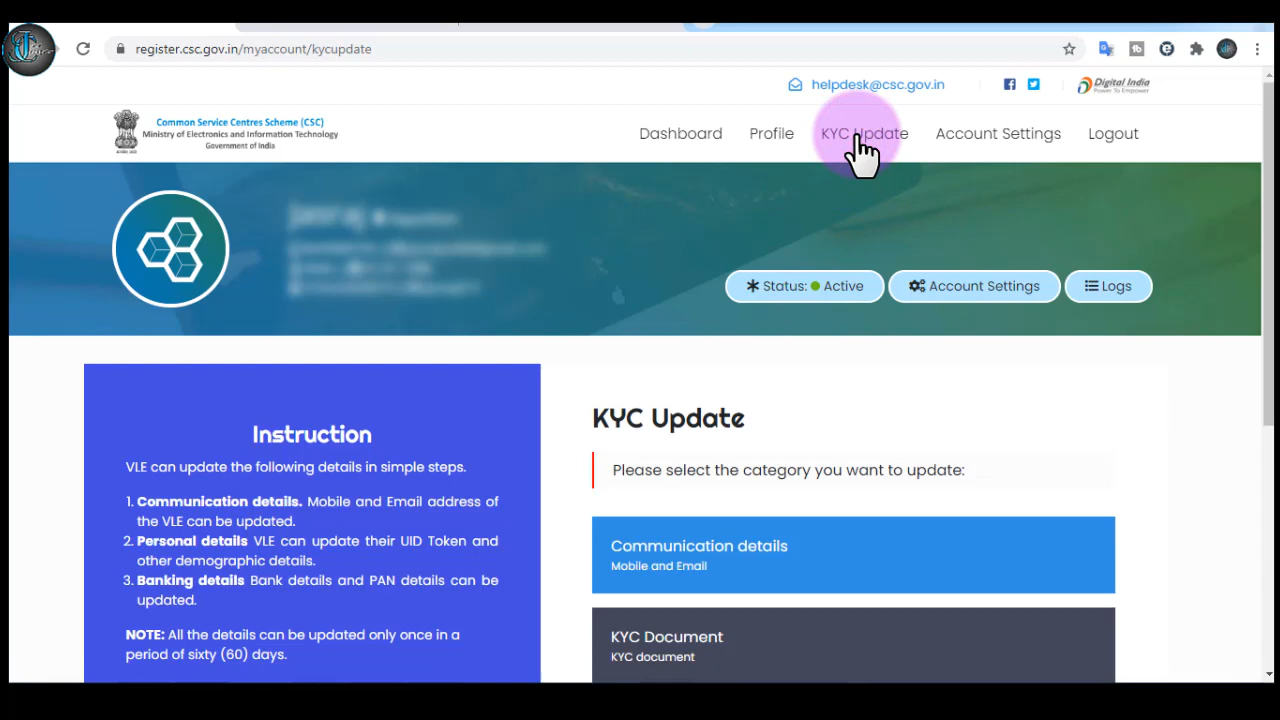 register.csc.gov.in/myaccount/kycupdate
helpdesk@csc.gov.in
Digital India
Power To Empower
Common Service Centres Scheme (CSC)
Ministry of Electronics and Information Technology
Government of India
Dashboard Profile KYC Update Account Settings Logout
Status: Active Account Settings Logs
Instruction
VLE can update the following details in simple steps.
1. Communication details. Mobile and Email address of
the VLE can be updated.
2. Personal details VLE can update their UID Token and
other demographic details.
3. Banking details Bank details and PAN details can be
updated.
NOTE: All the details can be updated only once in a
period of sixty (60) days.
KYC Update
Please select the category you want to update:
Communication details
Mobile and Email
KYC Document
KYC document